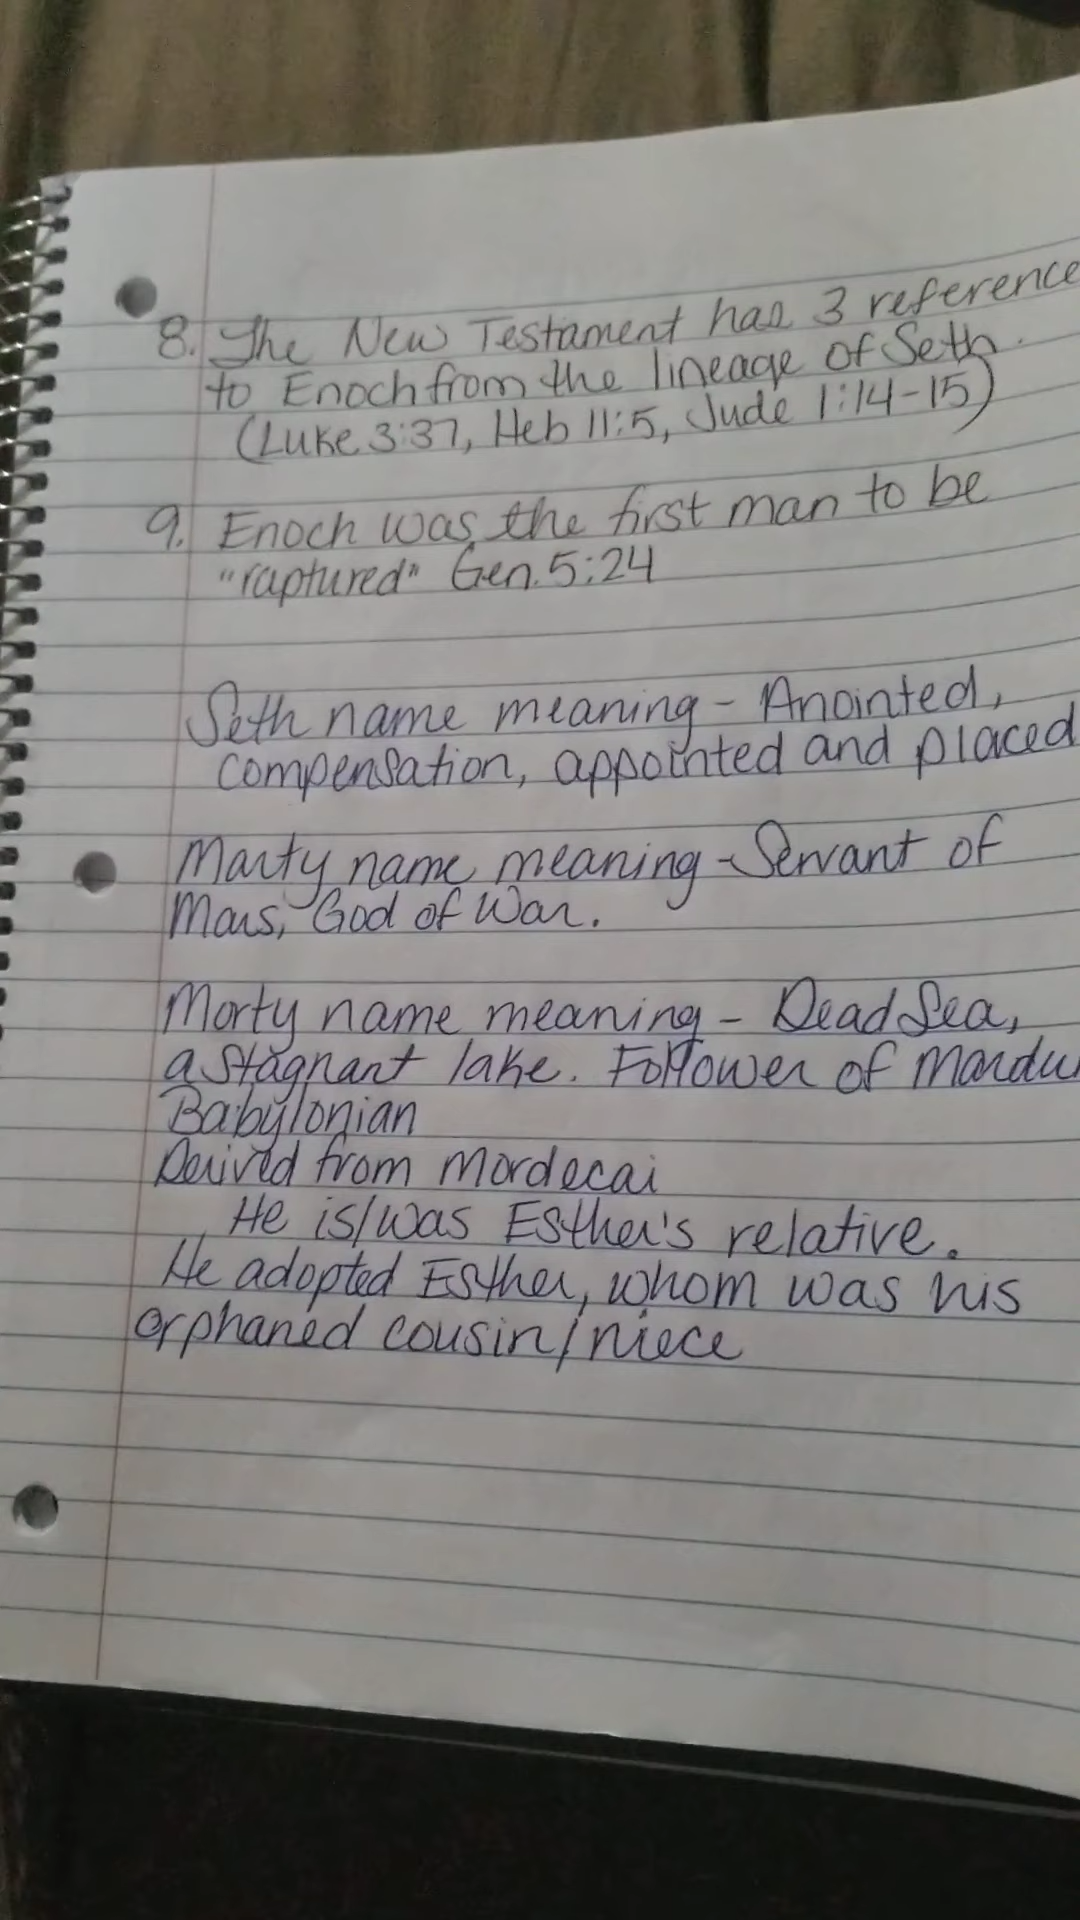 8. The New Testament has 3 reference
to Enoch from the lineage of Seth.
(Luke 3:37, Heb 11:5, Jude 1:14-15)
9. Enoch was the first man to be
"raptured" Gen. 5:24
Seth name meaning - Anointed,
compensation, appointed and placed
Marty name meaning - Servant of
Mars, God of War.
Morty name meaning - Dead Sea,
a stagnant lake. Follower of Mardu
Babylonian
Derived from Mordecai
He is/was Esther's relative.
He adopted Esther, whom was his
orphaned cousin/niece